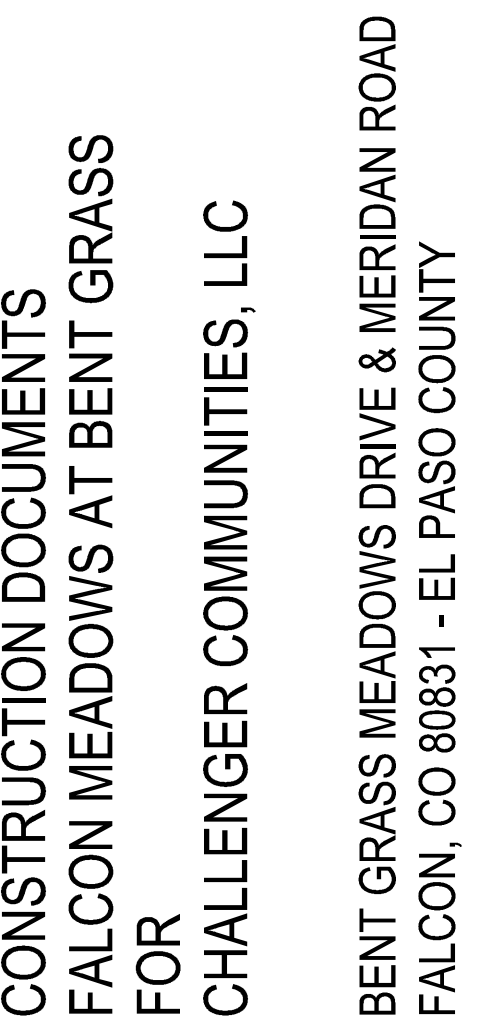 CONSTRUCTION DOCUMENTS
FALCON MEADOWS AT BENT GRASS
FOR
CHALLENGER COMMUNITIES, LLC
BENT GRASS MEADOWS DRIVE & MERIDAN ROAD
FALCON, CO 80831 - EL PASO COUNTY